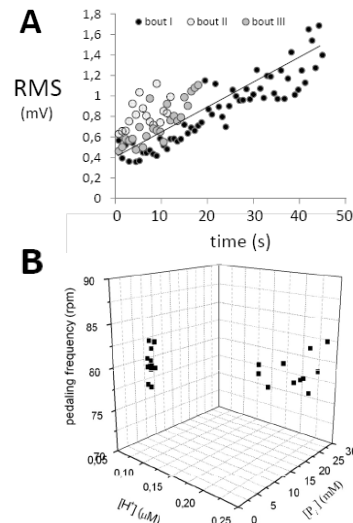 A
bout I bout II bout III
1,8
1,6
1,4
RMS
1,2
(mV)
1
0,8
0,6
0,4
0,2
0
0 10 20 30 40 50
time (s)
B
pedaling frequency (rpm)
90
85
80
75
70
0,05
0,10
0,15
0,20
0,25
[H⁺] (µM)
0
5
10
15
20
25
30
[Pᵢ] (mM)